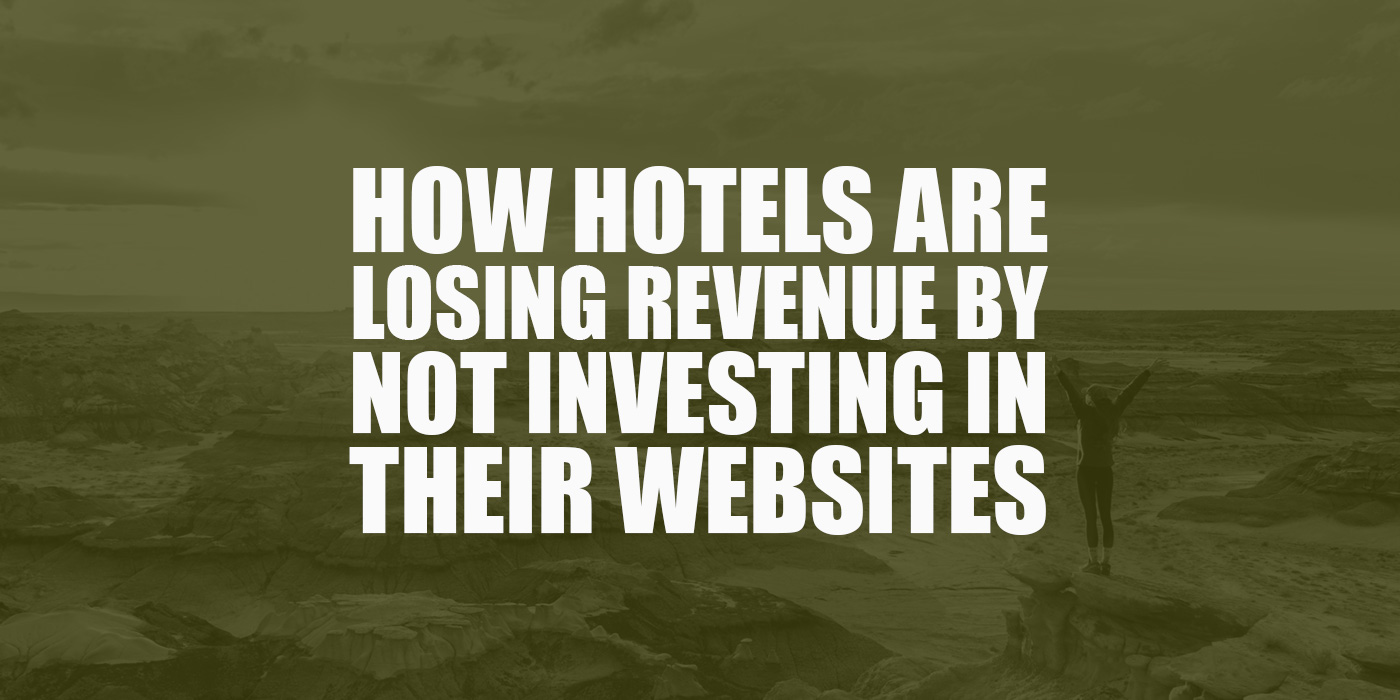 HOW HOTELS ARE
LOSING REVENUE BY
NOT INVESTING IN
THEIR WEBSITES